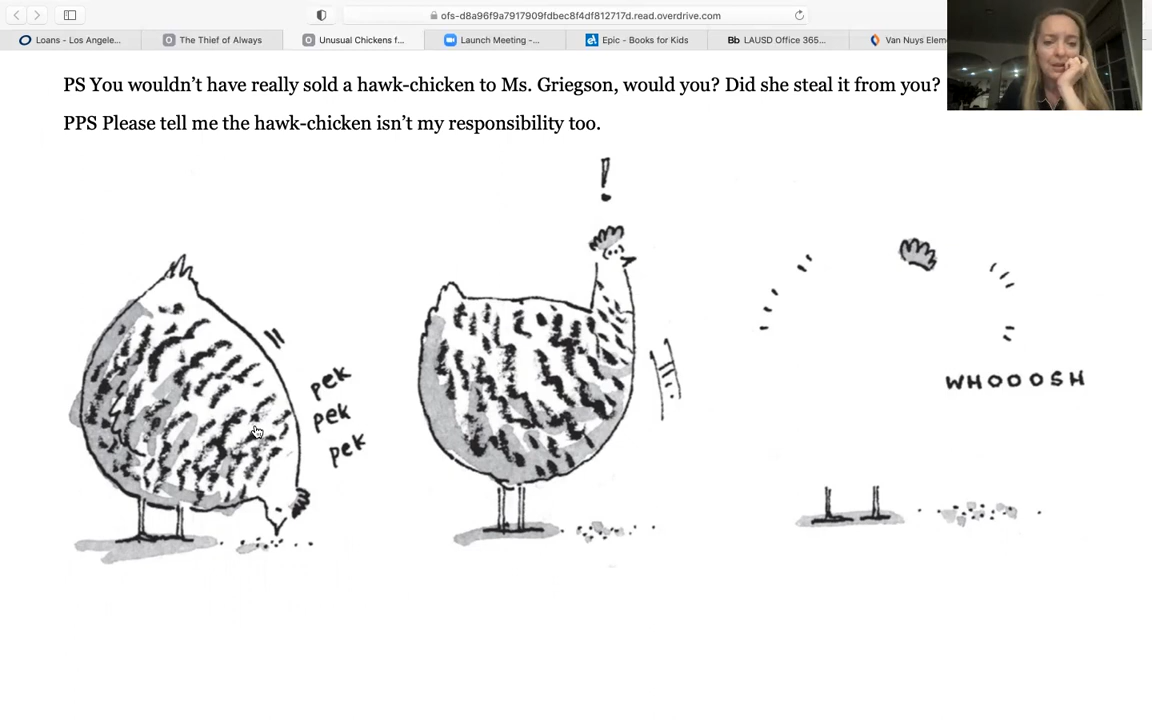 ofs-d8a96f9a7917909fdbec8f4df812717d.read.overdrive.com
Loans - Los Angele...
The Thief of Always
Unusual Chickens f...
Launch Meeting -...
Epic - Books for Kids
Bb LAUSD Office 365...
Van Nuys Elem
PS You wouldn't have really sold a hawk-chicken to Ms. Griegson, would you? Did she steal it from you?
PPS Please tell me the hawk-chicken isn't my responsibility too.
!
pek
pek
pek
WHOOOSH